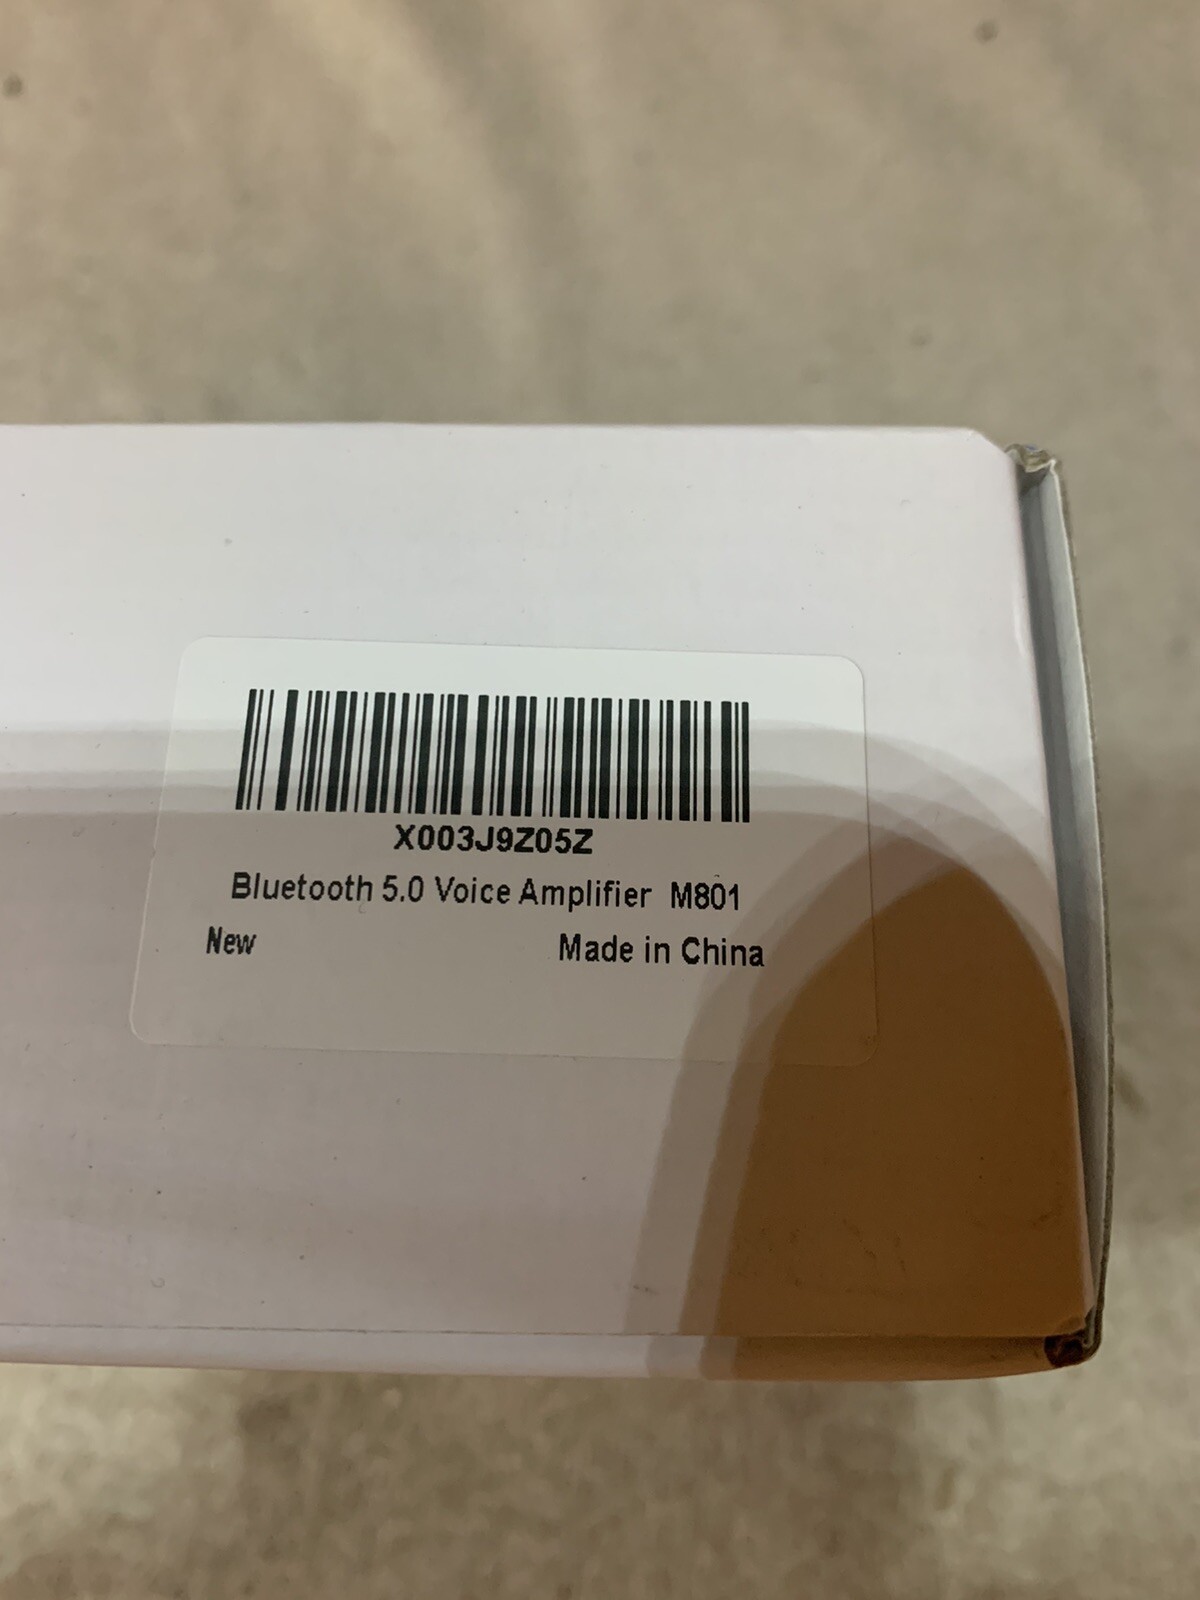 X003J9Z05Z
Bluetooth 5.0 Voice Amplifier M801
New Made in China